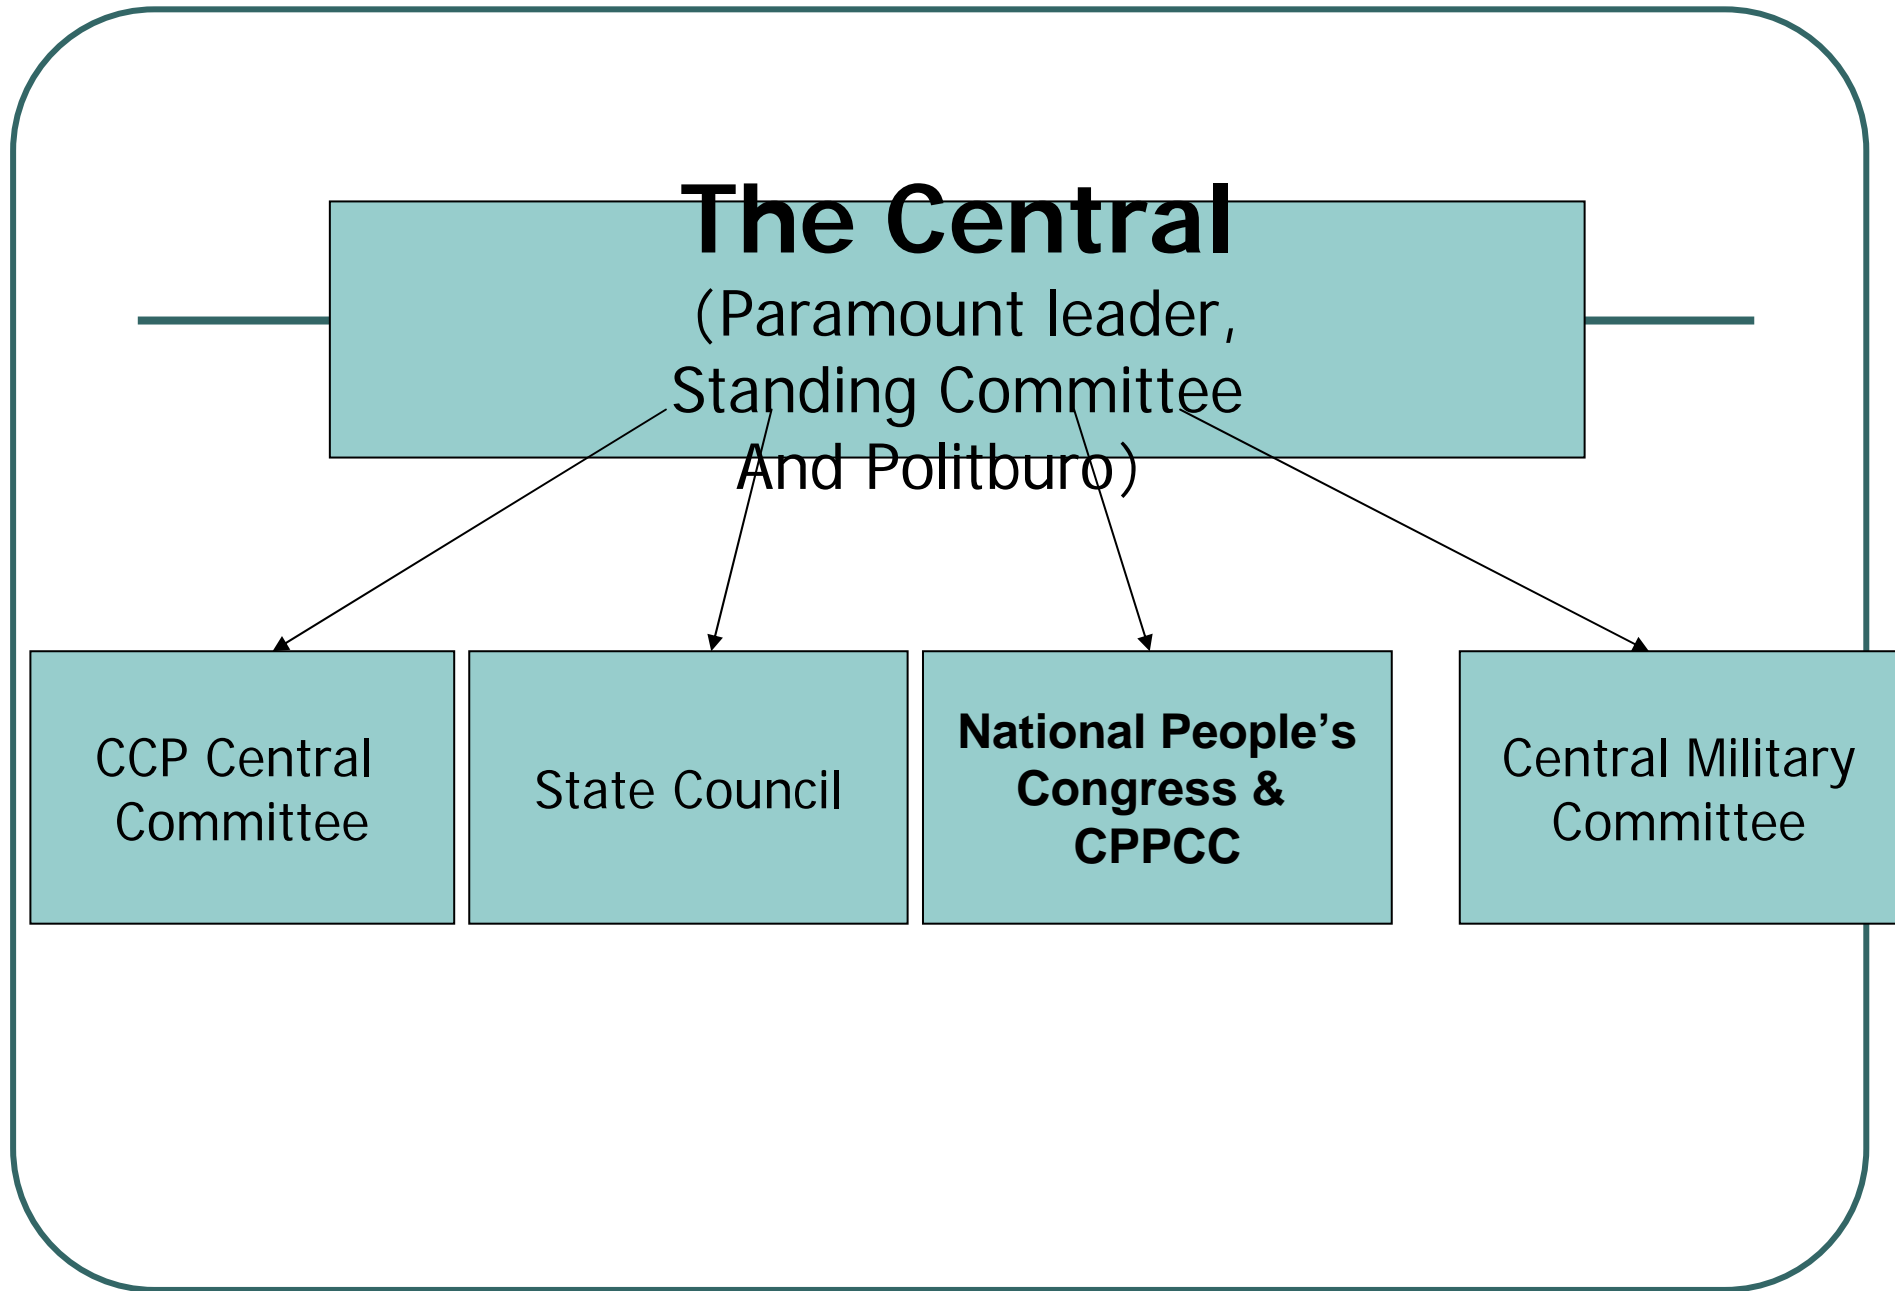 The Central
(Paramount leader,
Standing Committee
And Politburo)
CCP Central
Committee
State Council
National People’s
Congress &
CPPCC
Central Military
Committee